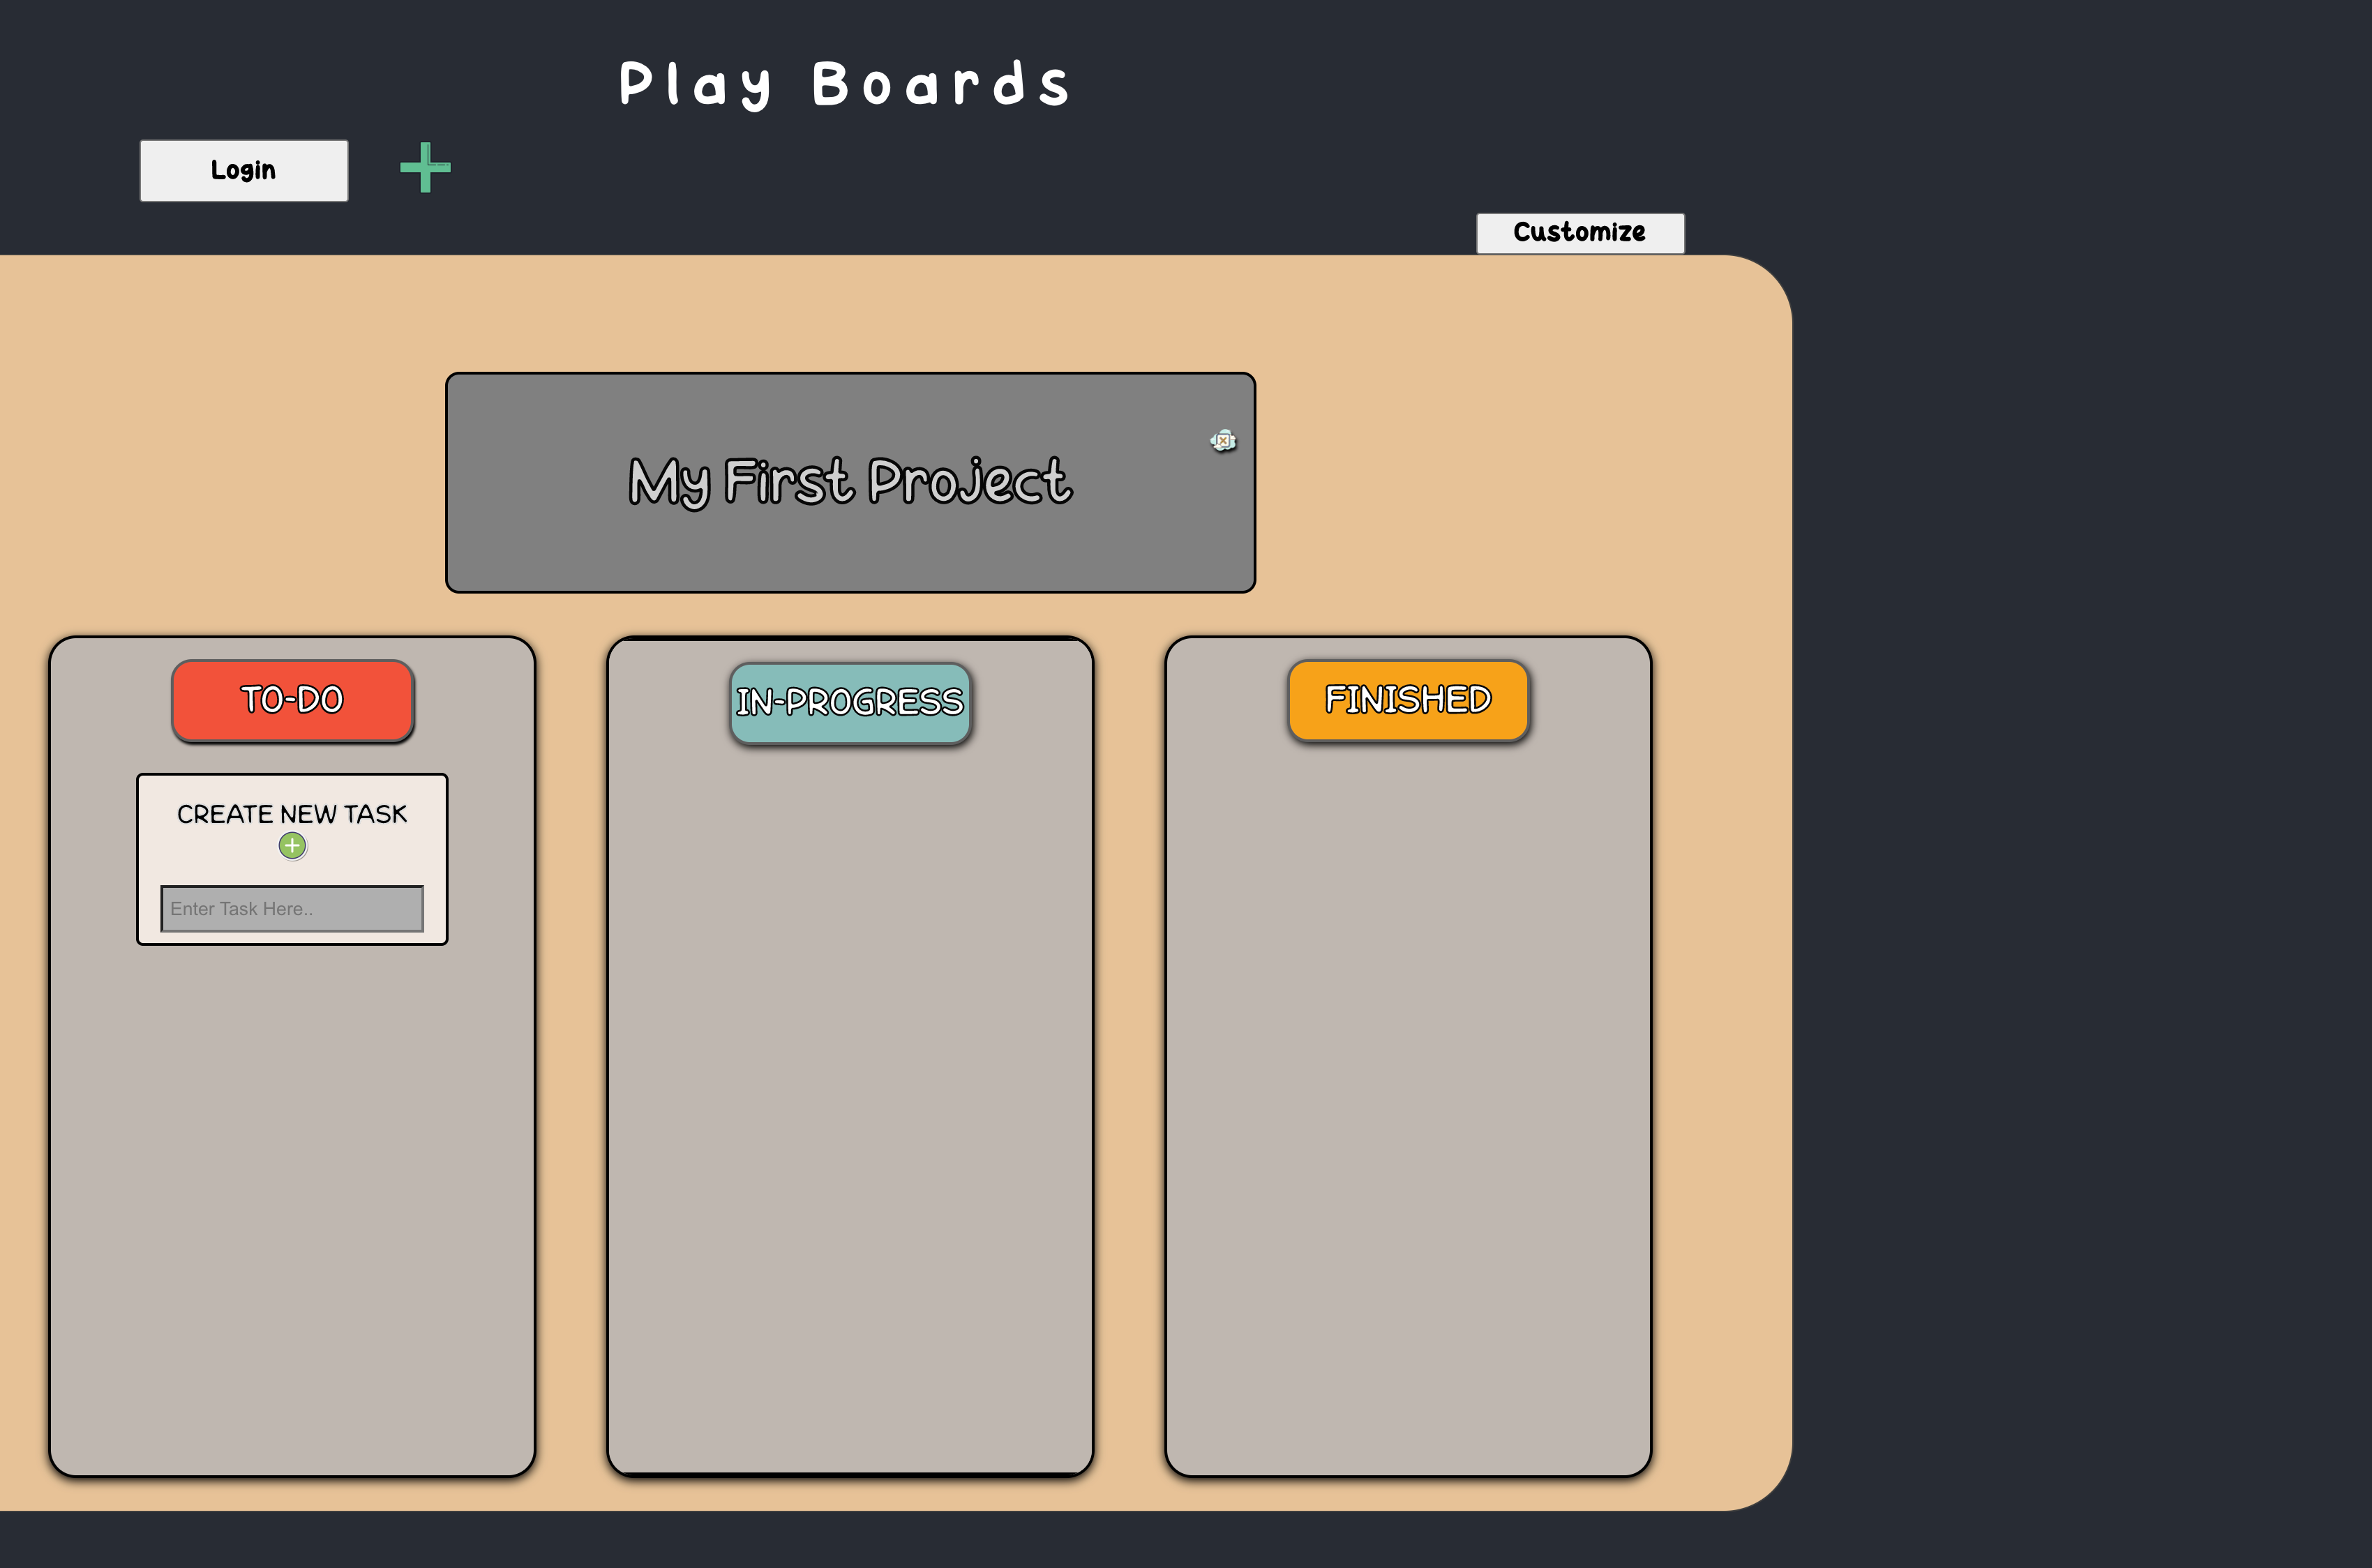 Play Boards
Login
Customize
My First Project
TO-DO
IN-PROGRESS
FINISHED
CREATE NEW TASK
Enter Task Here..